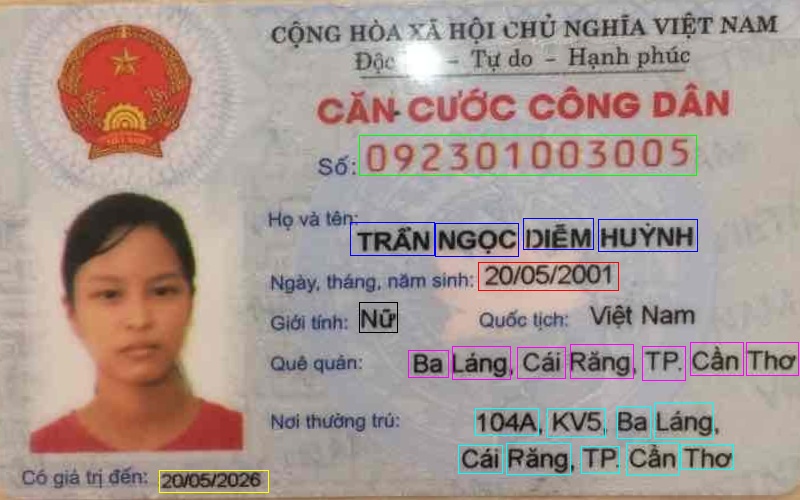 CỘNG HÒA XÃ HỘI CHỦ NGHĨA VIỆT NAM
Độc - Tự do - Hạnh phúc
CĂN CƯỚC CÔNG DÂN
Số: 092301003005
Họ và tên:
TRẦN NGỌC DIỄM HUỲNH
Ngày, tháng, năm sinh: 20/05/2001
Giới tính: Nữ Quốc tịch: Việt Nam
Quê quán: Ba Láng, Cái Răng, TP. Cần Thơ
Nơi thường trú: 104A, KV5, Ba Láng,
Cái Răng, TP. Cần Thơ
Có giá trị đến: 20/05/2026